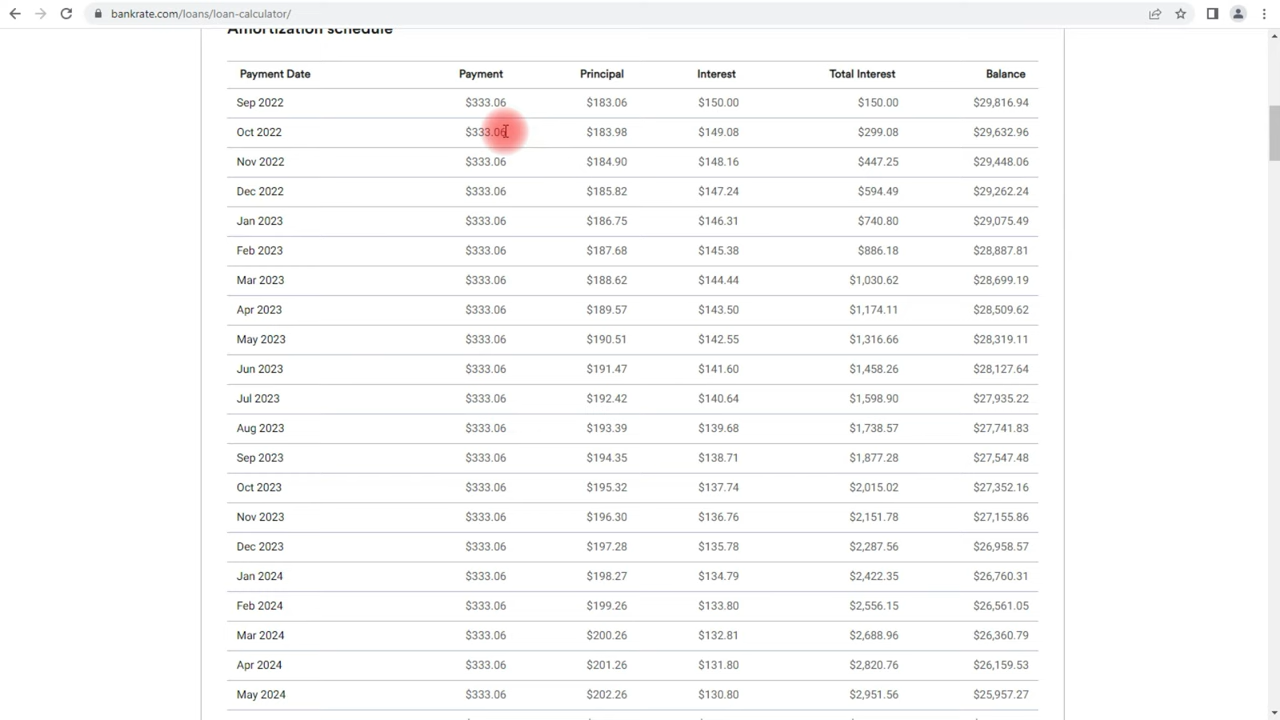 bankrate.com/loans/loan-calculator/
Amortization schedule
Payment Date Payment Principal Interest Total Interest Balance
Sep 2022 $333.06 $183.06 $150.00 $150.00 $29,816.94
Oct 2022 $333.06 $183.98 $149.08 $299.08 $29,632.96
Nov 2022 $333.06 $184.90 $148.16 $447.25 $29,448.06
Dec 2022 $333.06 $185.82 $147.24 $594.49 $29,262.24
Jan 2023 $333.06 $186.75 $146.31 $740.80 $29,075.49
Feb 2023 $333.06 $187.68 $145.38 $886.18 $28,887.81
Mar 2023 $333.06 $188.62 $144.44 $1,030.62 $28,699.19
Apr 2023 $333.06 $189.57 $143.50 $1,174.11 $28,509.62
May 2023 $333.06 $190.51 $142.55 $1,316.66 $28,319.11
Jun 2023 $333.06 $191.47 $141.60 $1,458.26 $28,127.64
Jul 2023 $333.06 $192.42 $140.64 $1,598.90 $27,935.22
Aug 2023 $333.06 $193.39 $139.68 $1,738.57 $27,741.83
Sep 2023 $333.06 $194.35 $138.71 $1,877.28 $27,547.48
Oct 2023 $333.06 $195.32 $137.74 $2,015.02 $27,352.16
Nov 2023 $333.06 $196.30 $136.76 $2,151.78 $27,155.86
Dec 2023 $333.06 $197.28 $135.78 $2,287.56 $26,958.57
Jan 2024 $333.06 $198.27 $134.79 $2,422.35 $26,760.31
Feb 2024 $333.06 $199.26 $133.80 $2,556.15 $26,561.05
Mar 2024 $333.06 $200.26 $132.81 $2,688.96 $26,360.79
Apr 2024 $333.06 $201.26 $131.80 $2,820.76 $26,159.53
May 2024 $333.06 $202.26 $130.80 $2,951.56 $25,957.27